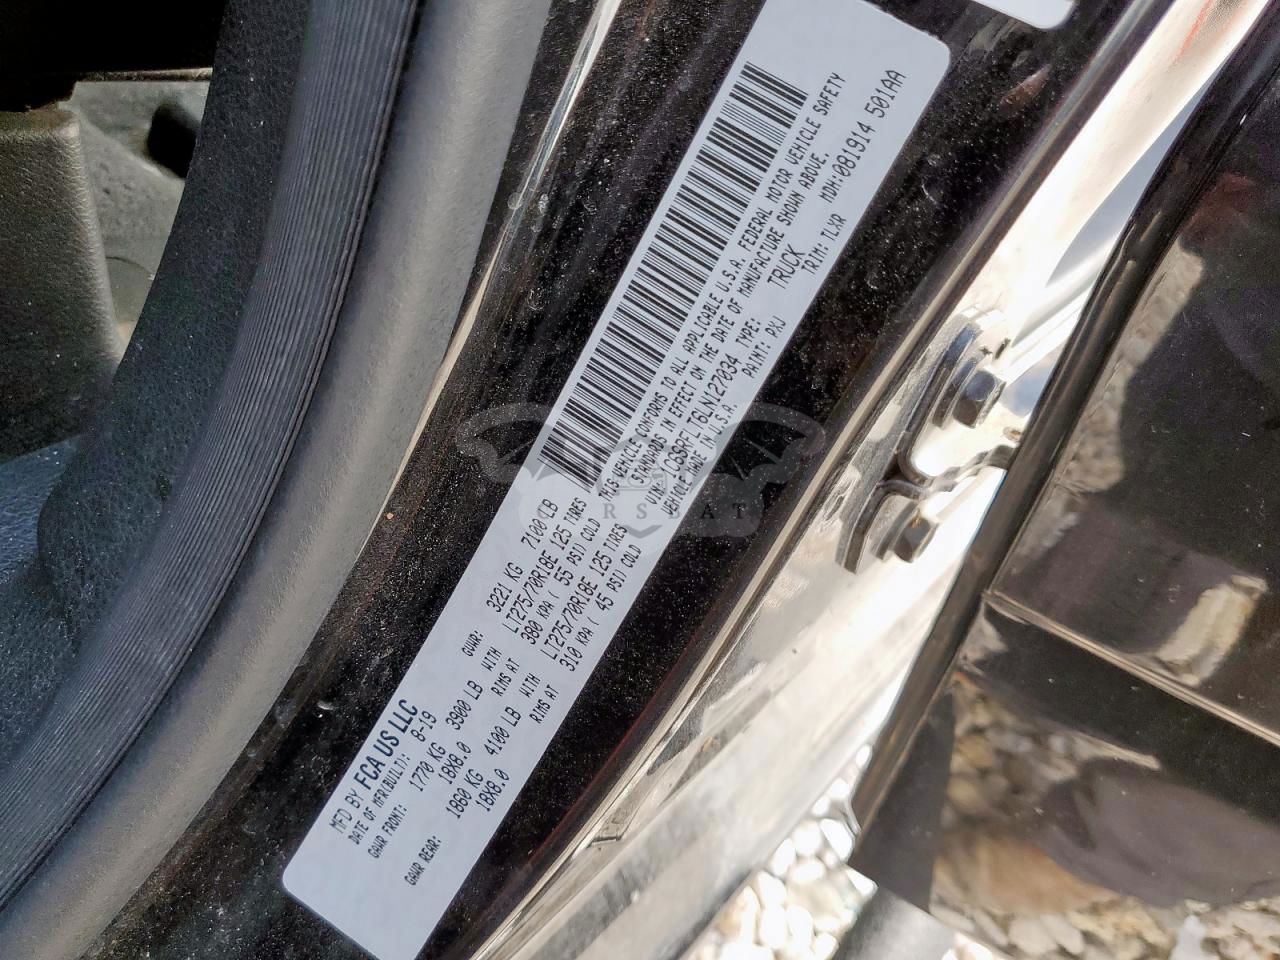 MFD BY FCA US LLC
DATE OF MFR(BUILT): 8-19
GAWR FRONT: 1770 KG 3900 LB WITH
18X8.0 RIMS AT
GAWR REAR: 1860 KG 4100 LB WITH
18X8.0 RIMS AT
GVWR: 3221 KG 7100 LB
LT275/70R18E 125 TIRES
380 KPA ( 55 PSI) COLD
LT275/70R18E 125 TIRES
310 KPA ( 45 PSI) COLD
THIS VEHICLE CONFORMS TO ALL APPLICABLE U.S.A. FEDERAL MOTOR VEHICLE SAFETY
STANDARDS IN EFFECT ON THE DATE OF MANUFACTURE SHOWN ABOVE.
VIN: 1C6SRFLT6LN127034 TYPE: TRUCK
VEHICLE MADE IN U.S.A. PAINT: PXJ TRIM: TLXR MDH:081914 501AA